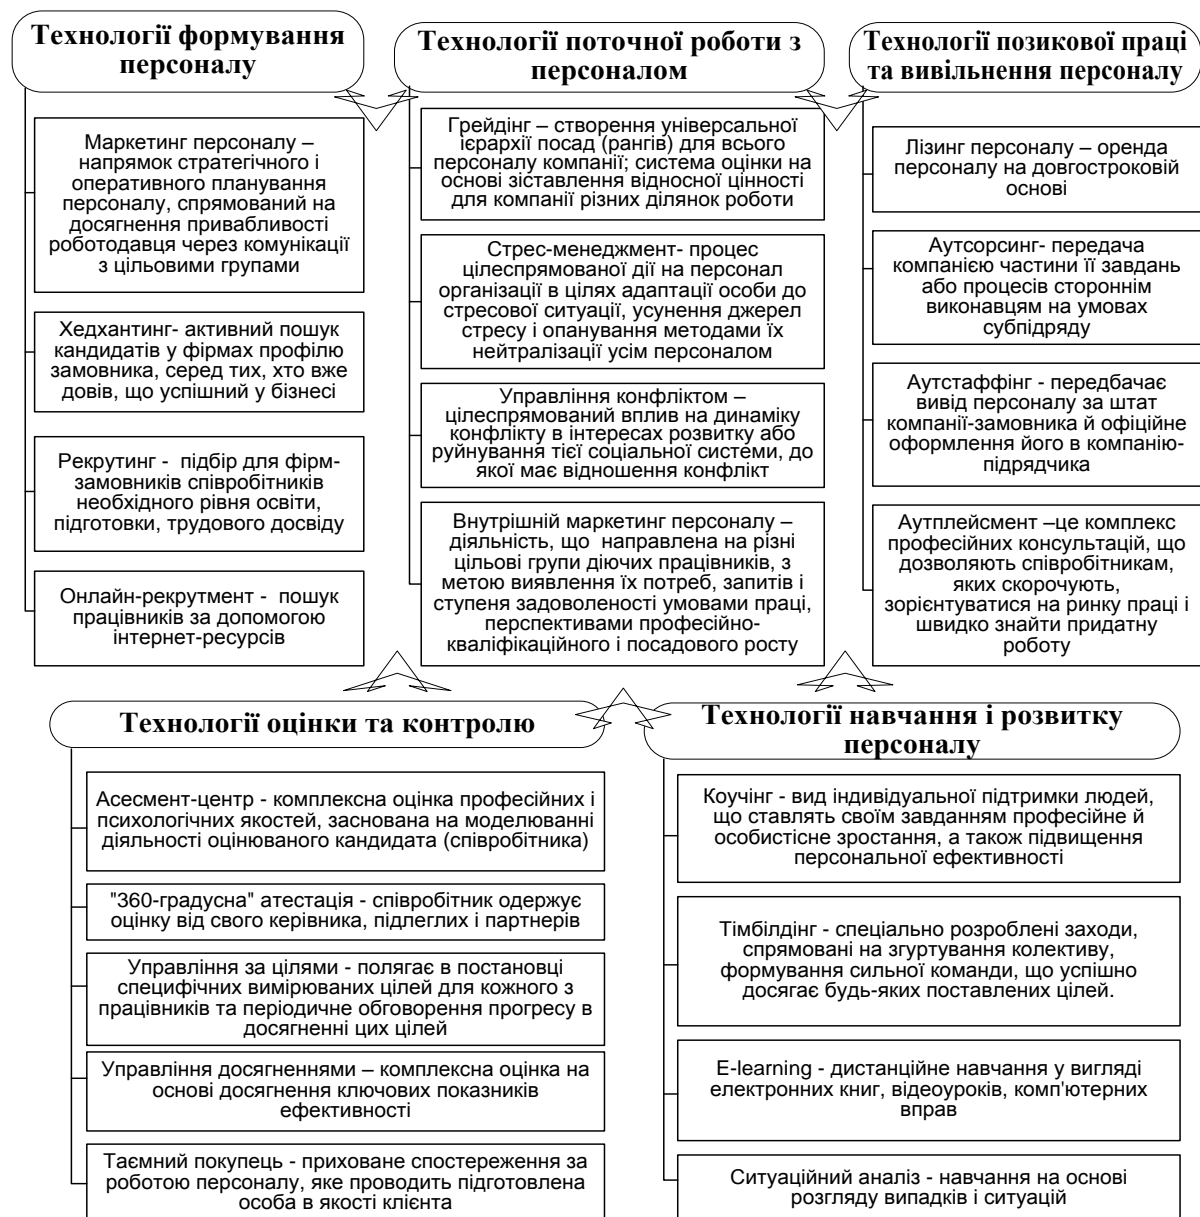 Технології формування
персоналу
Маркетинг персоналу –
напрямок стратегічного і
оперативного планування
персоналу, спрямований на
досягнення привабливості
роботодавця через комунікації
з цільовими групами
Хедхантинг- активний пошук
кандидатів у фірмах профілю
замовника, серед тих, хто вже
довів, що успішний у бізнесі
Рекрутинг - підбір для фірм-
замовників співробітників
необхідного рівня освіти,
підготовки, трудового досвіду
Онлайн-рекрутмент - пошук
працівників за допомогою
інтернет-ресурсів
Технології поточної роботи з
персоналом
Грейдінг – створення універсальної
ієрархії посад (рангів) для всього
персоналу компанії; система оцінки на
основі зіставлення відносної цінності
для компанії різних ділянок роботи
Стрес-менеджмент- процес
цілеспрямованої дії на персонал
організації в цілях адаптації особи до
стресової ситуації, усунення джерел
стресу і опанування методами їх
нейтралізації усім персоналом
Управління конфліктом –
цілеспрямований вплив на динаміку
конфлікту в інтересах розвитку або
руйнування тієї соціальної системи, до
якої має відношення конфлікт
Внутрішній маркетинг персоналу –
діяльність, що направлена на різні
цільові групи діючих працівників, з
метою виявлення їх потреб, запитів і
ступеня задоволеності умовами праці,
перспективами професійно-
кваліфікаційного і посадового росту
Технології позикової праці
та вивільнення персоналу
Лізинг персоналу – оренда
персоналу на довгостроковій
основі
Аутсорсинг- передача
компанією частини її завдань
або процесів стороннім
виконавцям на умовах
субпідряду
Аутстаффінг - передбачає
вивід персоналу за штат
компанії-замовника й офіційне
оформлення його в компанію-
підрядчика
Аутплейсмент –це комплекс
професійних консультацій, що
дозволяють співробітникам,
яких скорочують,
зорієнтуватися на ринку праці і
швидко знайти придатну
роботу
Технології оцінки та контролю
Асесмент-центр - комплексна оцінка професійних і
психологічних якостей, заснована на моделюванні
діяльності оцінюваного кандидата (співробітника)
"360-градусна" атестація - співробітник одержує
оцінку від свого керівника, підлеглих і партнерів
Управління за цілями - полягає в постановці
специфічних вимірюваних цілей для кожного з
працівників та періодичне обговорення прогресу в
досягненні цих цілей
Управління досягненнями – комплексна оцінка на
основі досягнення ключових показників
ефективності
Таємний покупець - приховане спостереження за
роботою персоналу, яке проводить підготовлена
особа в якості клієнта
Технології навчання і розвитку
персоналу
Коучінг - вид індивідуальної підтримки людей,
що ставлять своїм завданням професійне й
особистісне зростання, а також підвищення
персональної ефективності
Тімбілдінг - спеціально розроблені заходи,
спрямовані на згуртування колективу,
формування сильної команди, що успішно
досягає будь-яких поставлених цілей.
E-learning - дистанційне навчання у вигляді
електронних книг, відеоуроків, комп'ютерних
вправ
Ситуаційний аналіз - навчання на основі
розгляду випадків і ситуацій